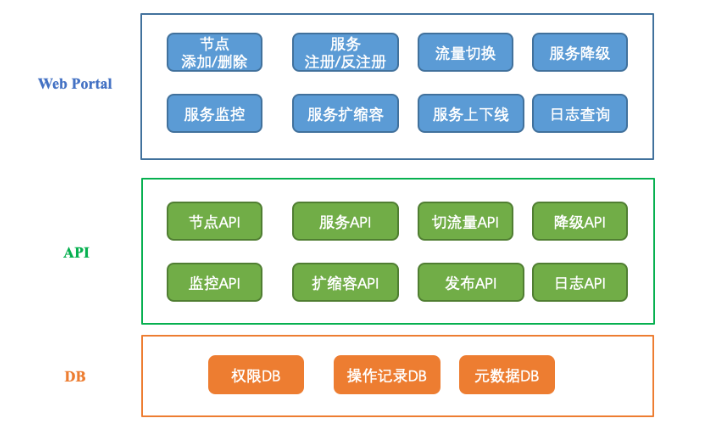 节点
添加/删除
服务
注册/反注册
流量切换
服务降级
Web Portal
服务监控
服务扩缩容
服务上下线
日志查询
节点API
服务API
切流量API
降级API
API
监控API
扩缩容API
发布API
日志API
DB
权限DB
操作记录DB
元数据DB